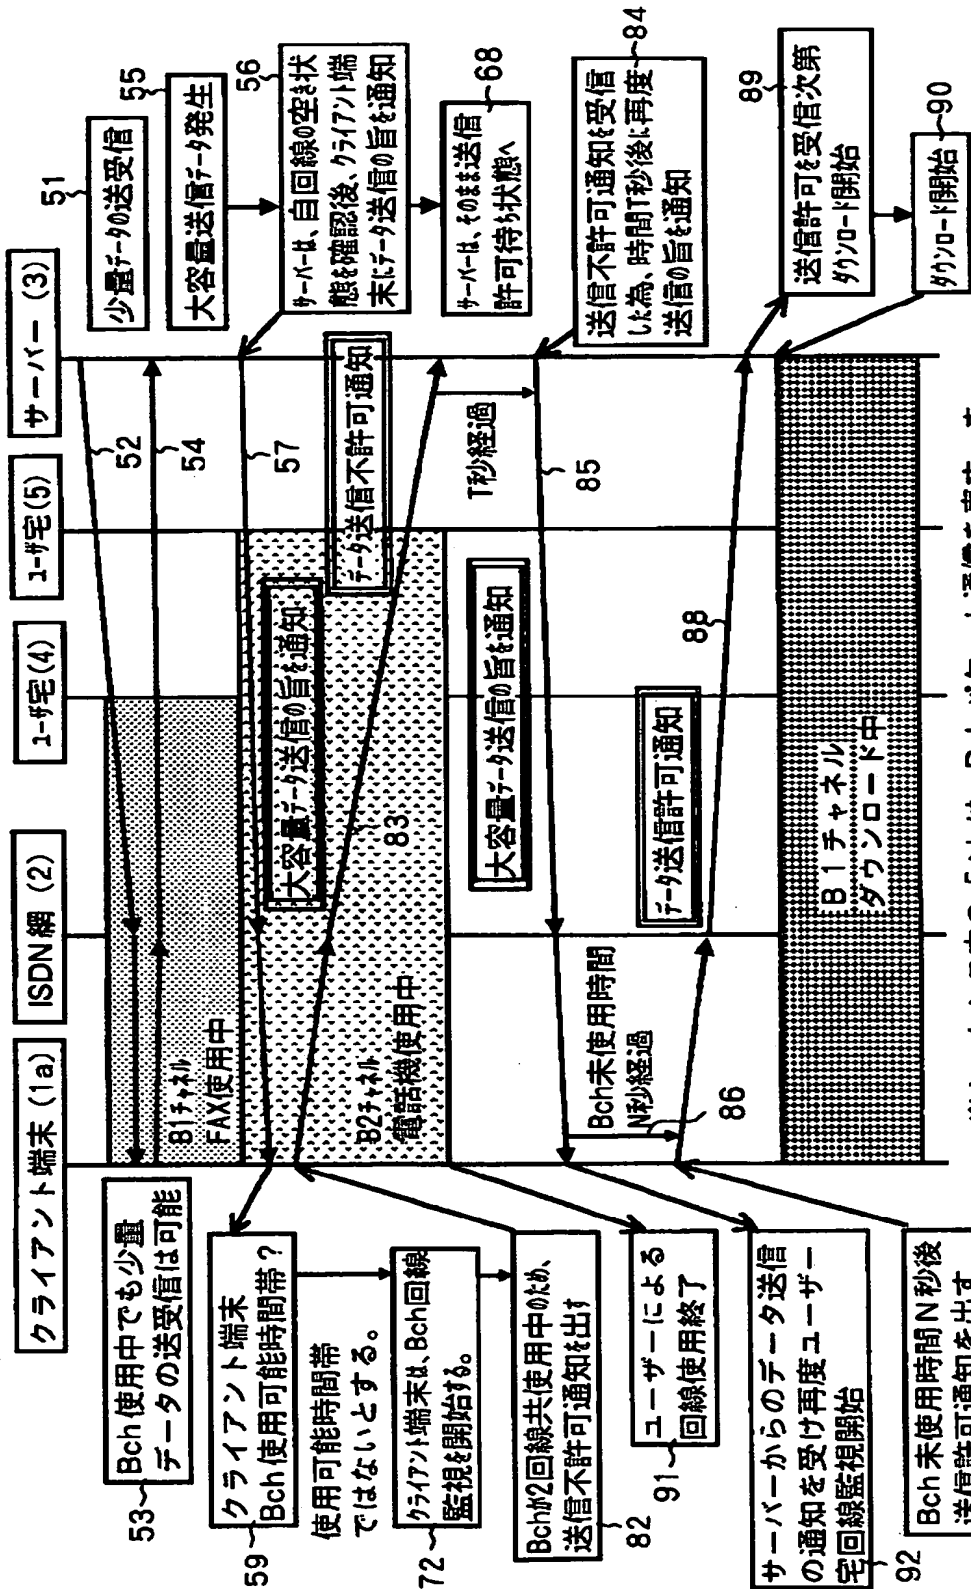 クライアント端末 (1a)
ISDN網 (2)
ユーザ宅(4)
ユーザ宅(5)
サーバー (3)
51
少量データの送受信
52
Bch使用中でも少量
データの送受信は可能
53
54
55
大容量送信データ発生
B1チャネル
FAX使用中
56
サーバーは、自回線の空き状
態を確認後、クライアント端
末にデータ送信の旨を通知
57
大容量データ送信の旨を通知
クライアント端末
Bch使用可能時間帯?
59
使用可能時間帯
ではないとする。
68
サーバーは、そのまま送信
許可待ち状態へ
クライアント端末は、Bch回線
監視を開始する。
72
B2チャネル
電話機使用中
データ送信不許可通知
83
Bchが2回線共使用中のため、
送信不許可通知を出す
82
T秒経過
84
送信不許可通知を受信
した為、時間T秒後に再度
送信の旨を通知
85
大容量データ送信の旨を通知
ユーザーによる
回線使用終了
91
Bch未使用時間
N秒経過
86
サーバーからのデータ送信
の通知を受け再度ユーザー
宅回線監視開始
92
データ送信許可通知
88
89
送信許可を受信次第
ダウンロード開始
Bch未使用時間N秒後
送信許可通知を出す
B1チャネル
ダウンロード中
90
ダウンロード開始